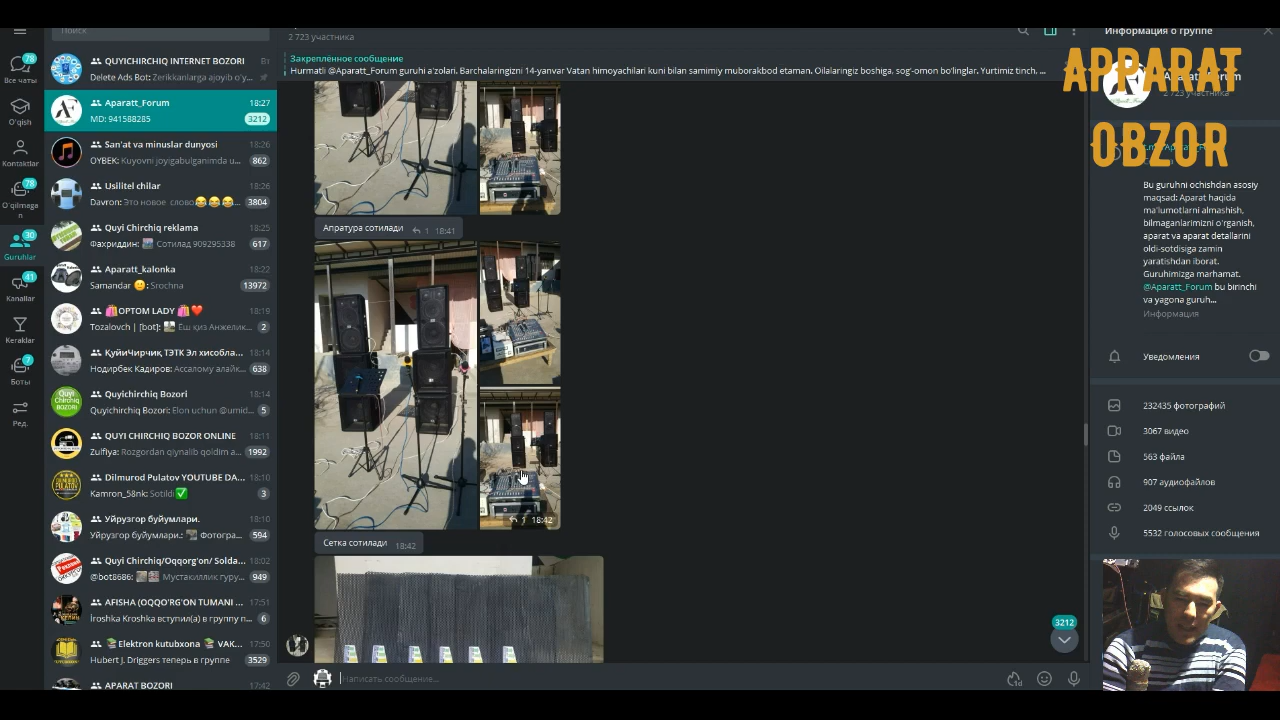 Поиск
2 723 участника
Информация о группе
Закреплённое сообщение
Hurmatli @Aparatt_Forum guruhi a'zolari. Barchalaringizni 14-yanvar Vatan himoyachilari kuni bilan samimiy muborakbod etaman. Oilalaringiz boshiga, sog'-omon bo'linglar. Yurtimiz tinch, ...
APPARAT
OBZOR
2 723 участника
78
Все чаты
O'qish
Kontaktlar
78
O'qilmaga
n
30
Guruhlar
41
Kanallar
Keraklar
7
Боты
Ред.
QUYICHIRCHIQ INTERNET BOZORI
Delete Ads Bot: Zerikkanlarga ajoyib o'y...
Aparatt_Forum 18:27
MD: 941588285 3212
San'at va minuslar dunyosi 18:26
OYBEK: Kuyovni joyigabulganimda u... 862
Usilitel chilar 18:26
Davron: Это новое слово😂😂😂... 3804
Quyi Chirchiq reklama 18:25
Фахриддин: Сотилад 909295338 617
Aparatt_kalonka 18:22
Samandar 🙂: Srochna 13972
🛍OPTOM LADY 🛍❤️ 18:19
Tozalovch | [bot]: Еш қиз Анжелик... 2
ҚуйиЧирчиқ ТЭТК Эл хисобла... 18:14
Нодирбек Кадиров: Ассалому алайк... 638
Quyichirchiq Bozori 18:14
Quyichirchiq Bozori: Elon uchun @umid... 5
QUYI CHIRCHIQ BOZOR ONLINE 18:11
Zulfiya: Rozgordan qiynalib qoldim a... 1992
Dilmurod Pulatov YOUTUBE DA... 18:10
Kamron_58nk: Sotildi✅ 3
Уйрузгор буйумлари. 18:10
Уйрузгор буйумлари.: Фотогра... 594
Quyi Chirchiq/Oqqorg'on/ Solda... 18:02
@bot8686: Мустакиллик гуру... 949
AFISHA (OQQO'RG'ON TUMANI ... 17:51
İroshka Kroshka вступил(а) в группу п... 6
📚Elektron kutubxona 📚 VAK... 17:50
Hubert J. Driggers теперь в группе 3529
APARAT BOZORI 17:42
Апратура сотилади 1 18:41
1 18:42
Сетка сотилади 18:42
3212
Написать сообщение...
Bu guruhni ochishdan asosiy
maqsad; Aparat haqida
ma'lumotlarni almashish,
bilmaganlarimizni o'rganish,
aparat va aparat detallarini
oldi-sotdisiga zamin
yaratishdan iborat.
Guruhimizga marhamat.
@Aparatt_Forum bu birinchi
va yagona guruh...
Информация
Уведомления
232435 фотографий
3067 видео
563 файла
907 аудиофайлов
2049 ссылок
5532 голосовых сообщения